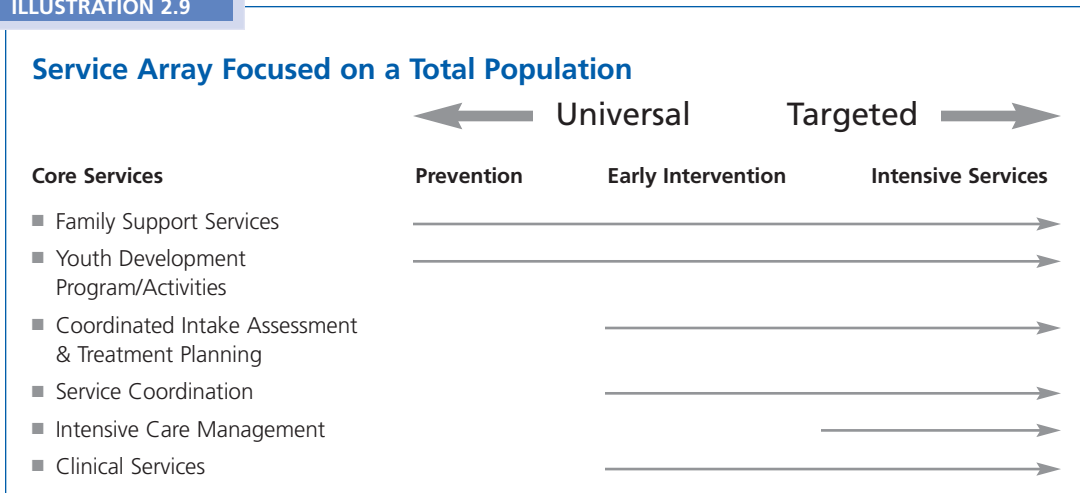 ILLUSTRATION 2.9
Service Array Focused on a Total Population
Universal Targeted
Core Services Prevention Early Intervention Intensive Services
■ Family Support Services
■ Youth Development
Program/Activities
■ Coordinated Intake Assessment
& Treatment Planning
■ Service Coordination
■ Intensive Care Management
■ Clinical Services